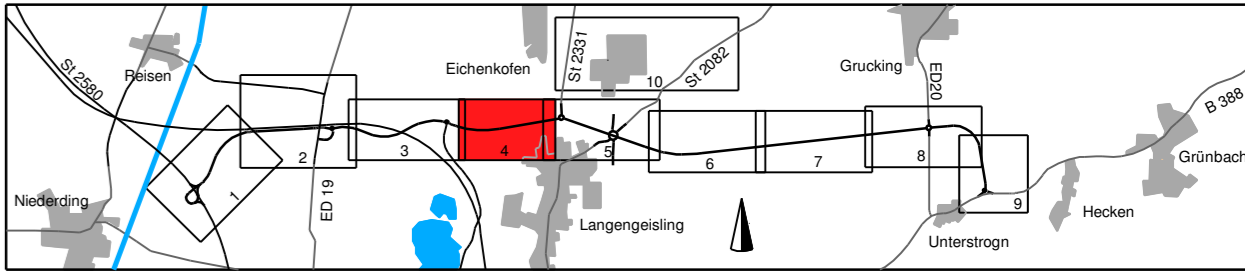 St 2580
Reisen
Eichenkofen
St 2331
10
St 2082
Grucking
ED20
B 388
Grünbach
1
2
3
4
5
6
7
8
9
Niederding
ED 19
Langengeisling
Unterstrogn
Hecken